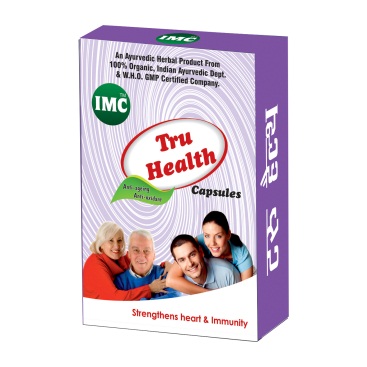 IMC
An Ayurvedic Herbal Product From
100% Organic, Indian Ayurvedic Dept.
& W.H.O. GMP Certified Company.
Tru
Health
Capsules
Strengthens heart & Immunity
IMC